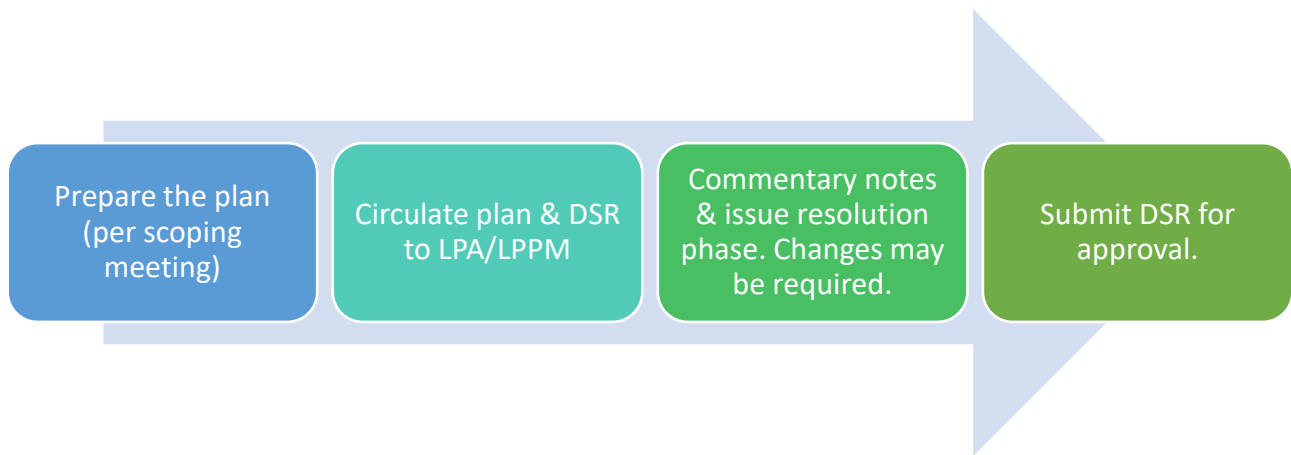 Prepare the plan
(per scoping
meeting)
Circulate plan & DSR
to LPA/LPPM
Commentary notes
& issue resolution
phase. Changes may
be required.
Submit DSR for
approval.